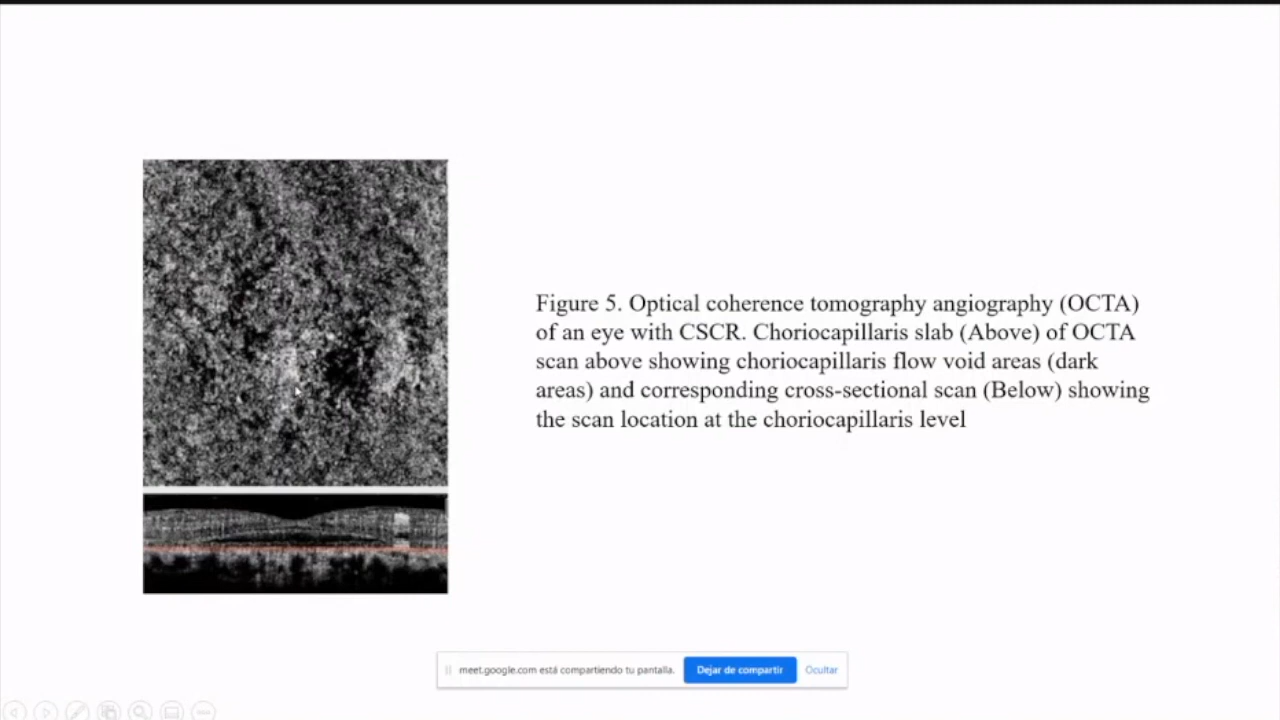 Figure 5. Optical coherence tomography angiography (OCTA)
of an eye with CSCR. Choriocapillaris slab (Above) of OCTA
scan above showing choriocapillaris flow void areas (dark
areas) and corresponding cross-sectional scan (Below) showing
the scan location at the choriocapillaris level
meet.google.com está compartiendo tu pantalla. Dejar de compartir Ocultar